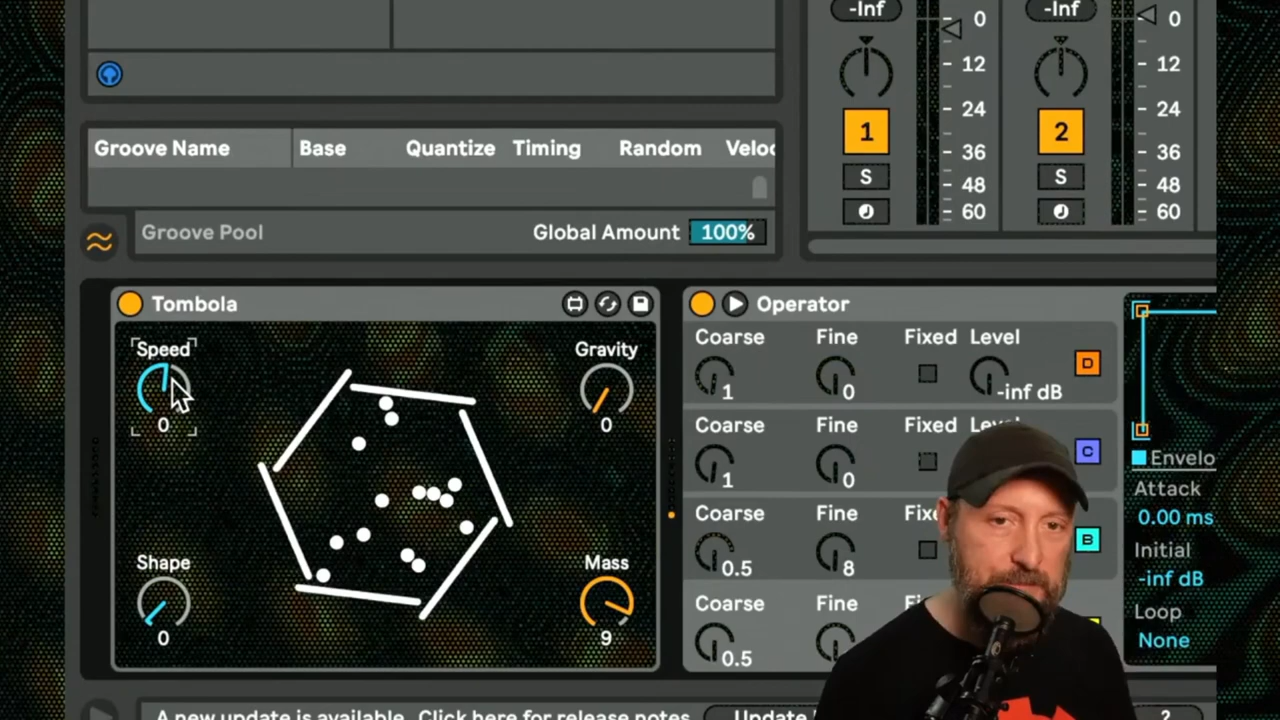 -Inf -Inf
0 0
12 12
24 24
1 2
36 36
S S
48 48
60 60
Groove Name Base Quantize Timing Random Veloc
Groove Pool Global Amount 100%
Tombola
Speed
0
Gravity
0
Shape
0
Mass
9
Operator
Coarse Fine Fixed Level
1 0 -inf dB D
Coarse Fine Fixed Level
1 0 C
Coarse Fine Fixe
0.5 8 B
Coarse Fine Fi
0.5
Envelo
Attack
0.00 ms
Initial
-inf dB
Loop
None
A new update is available. Click here for release notes. Update ?